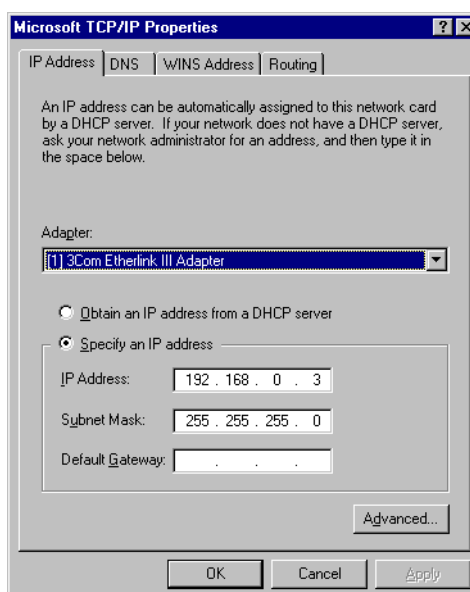 Microsoft TCP/IP Properties
IP Address DNS WINS Address Routing
An IP address can be automatically assigned to this network card
by a DHCP server. If your network does not have a DHCP server,
ask your network administrator for an address, and then type it in
the space below.
Adapter:
[1] 3Com Etherlink III Adapter
Obtain an IP address from a DHCP server
Specify an IP address
IP Address: 192 . 168 . 0 . 3
Subnet Mask: 255 . 255 . 255 . 0
Default Gateway: . . .
Advanced...
OK Cancel Apply